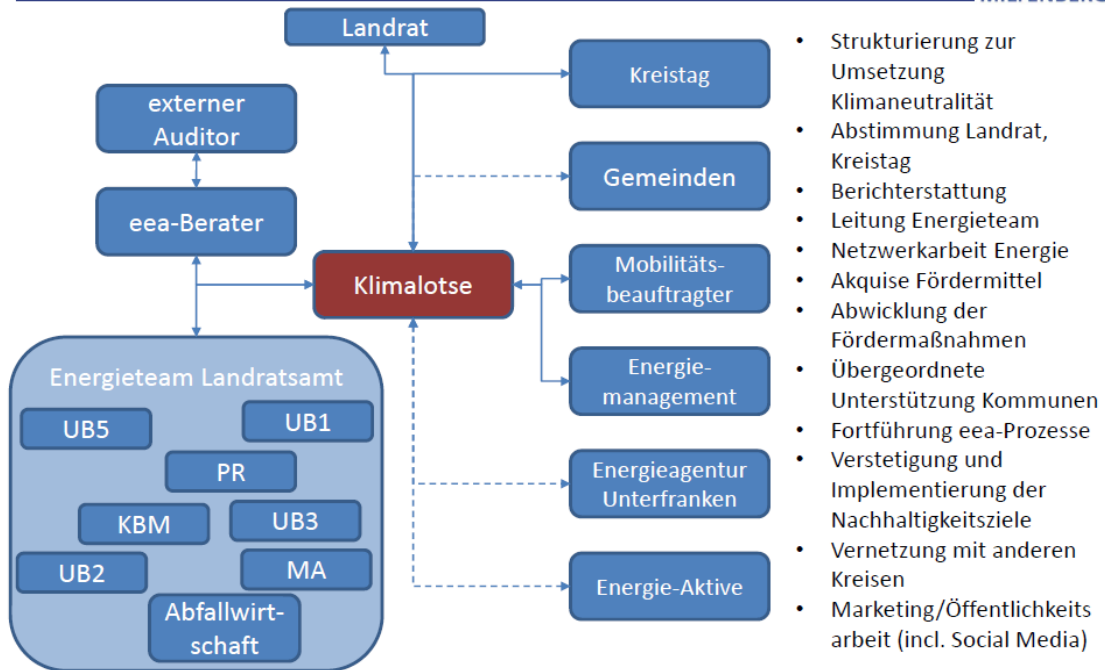 Landrat
Kreistag
externer
Auditor
Gemeinden
eea-Berater
Klimalotse
Mobilitäts-
beauftragter
Energie-
management
Energieteam Landratsamt
UB5
UB1
PR
KBM
UB3
UB2
MA
Abfallwirt-
schaft
Energieagentur
Unterfranken
Energie-Aktive
• Strukturierung zur
Umsetzung
Klimaneutralität
• Abstimmung Landrat,
Kreistag
• Berichterstattung
• Leitung Energieteam
• Netzwerkarbeit Energie
• Akquise Fördermittel
• Abwicklung der
Fördermaßnahmen
• Übergeordnete
Unterstützung Kommunen
• Fortführung eea-Prozesse
• Verstetigung und
Implementierung der
Nachhaltigkeitsziele
• Vernetzung mit anderen
Kreisen
• Marketing/Öffentlichkeits
arbeit (incl. Social Media)